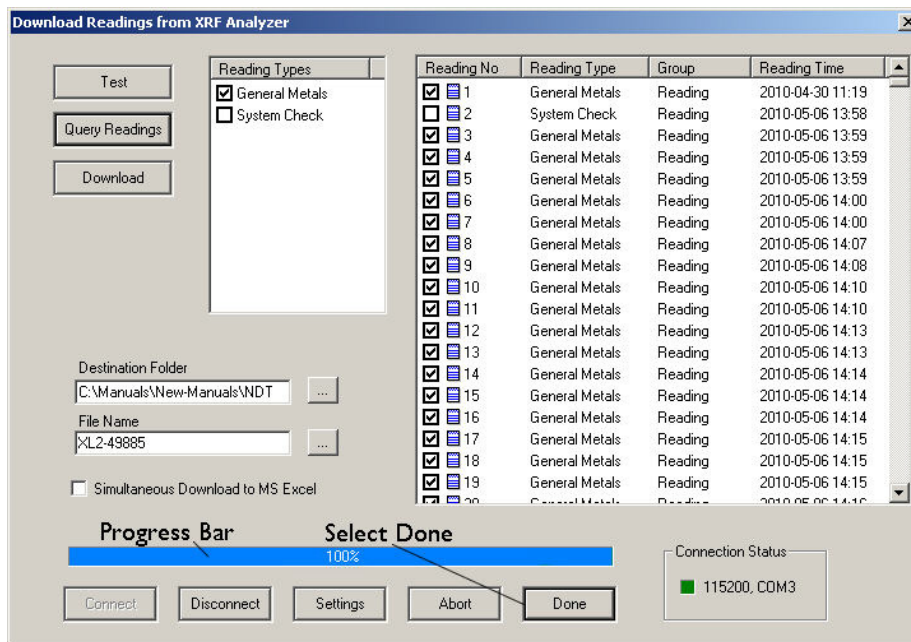 Download Readings from XRF Analyzer
Test
Query Readings
Download
Reading Types
General Metals
System Check
Destination Folder
C:\Manuals\New-Manuals\NDT
...
File Name
XL2-49885
...
Simultaneous Download to MS Excel
Reading No Reading Type Group Reading Time
1 General Metals Reading 2010-04-30 11:19
2 System Check Reading 2010-05-06 13:58
3 General Metals Reading 2010-05-06 13:59
4 General Metals Reading 2010-05-06 13:59
5 General Metals Reading 2010-05-06 13:59
6 General Metals Reading 2010-05-06 14:00
7 General Metals Reading 2010-05-06 14:00
8 General Metals Reading 2010-05-06 14:07
9 General Metals Reading 2010-05-06 14:08
10 General Metals Reading 2010-05-06 14:10
11 General Metals Reading 2010-05-06 14:10
12 General Metals Reading 2010-05-06 14:13
13 General Metals Reading 2010-05-06 14:13
14 General Metals Reading 2010-05-06 14:14
15 General Metals Reading 2010-05-06 14:14
16 General Metals Reading 2010-05-06 14:14
17 General Metals Reading 2010-05-06 14:15
18 General Metals Reading 2010-05-06 14:15
19 General Metals Reading 2010-05-06 14:15
Progress Bar Select Done
100%
Connect Disconnect Settings Abort Done
Connection Status
115200, COM3